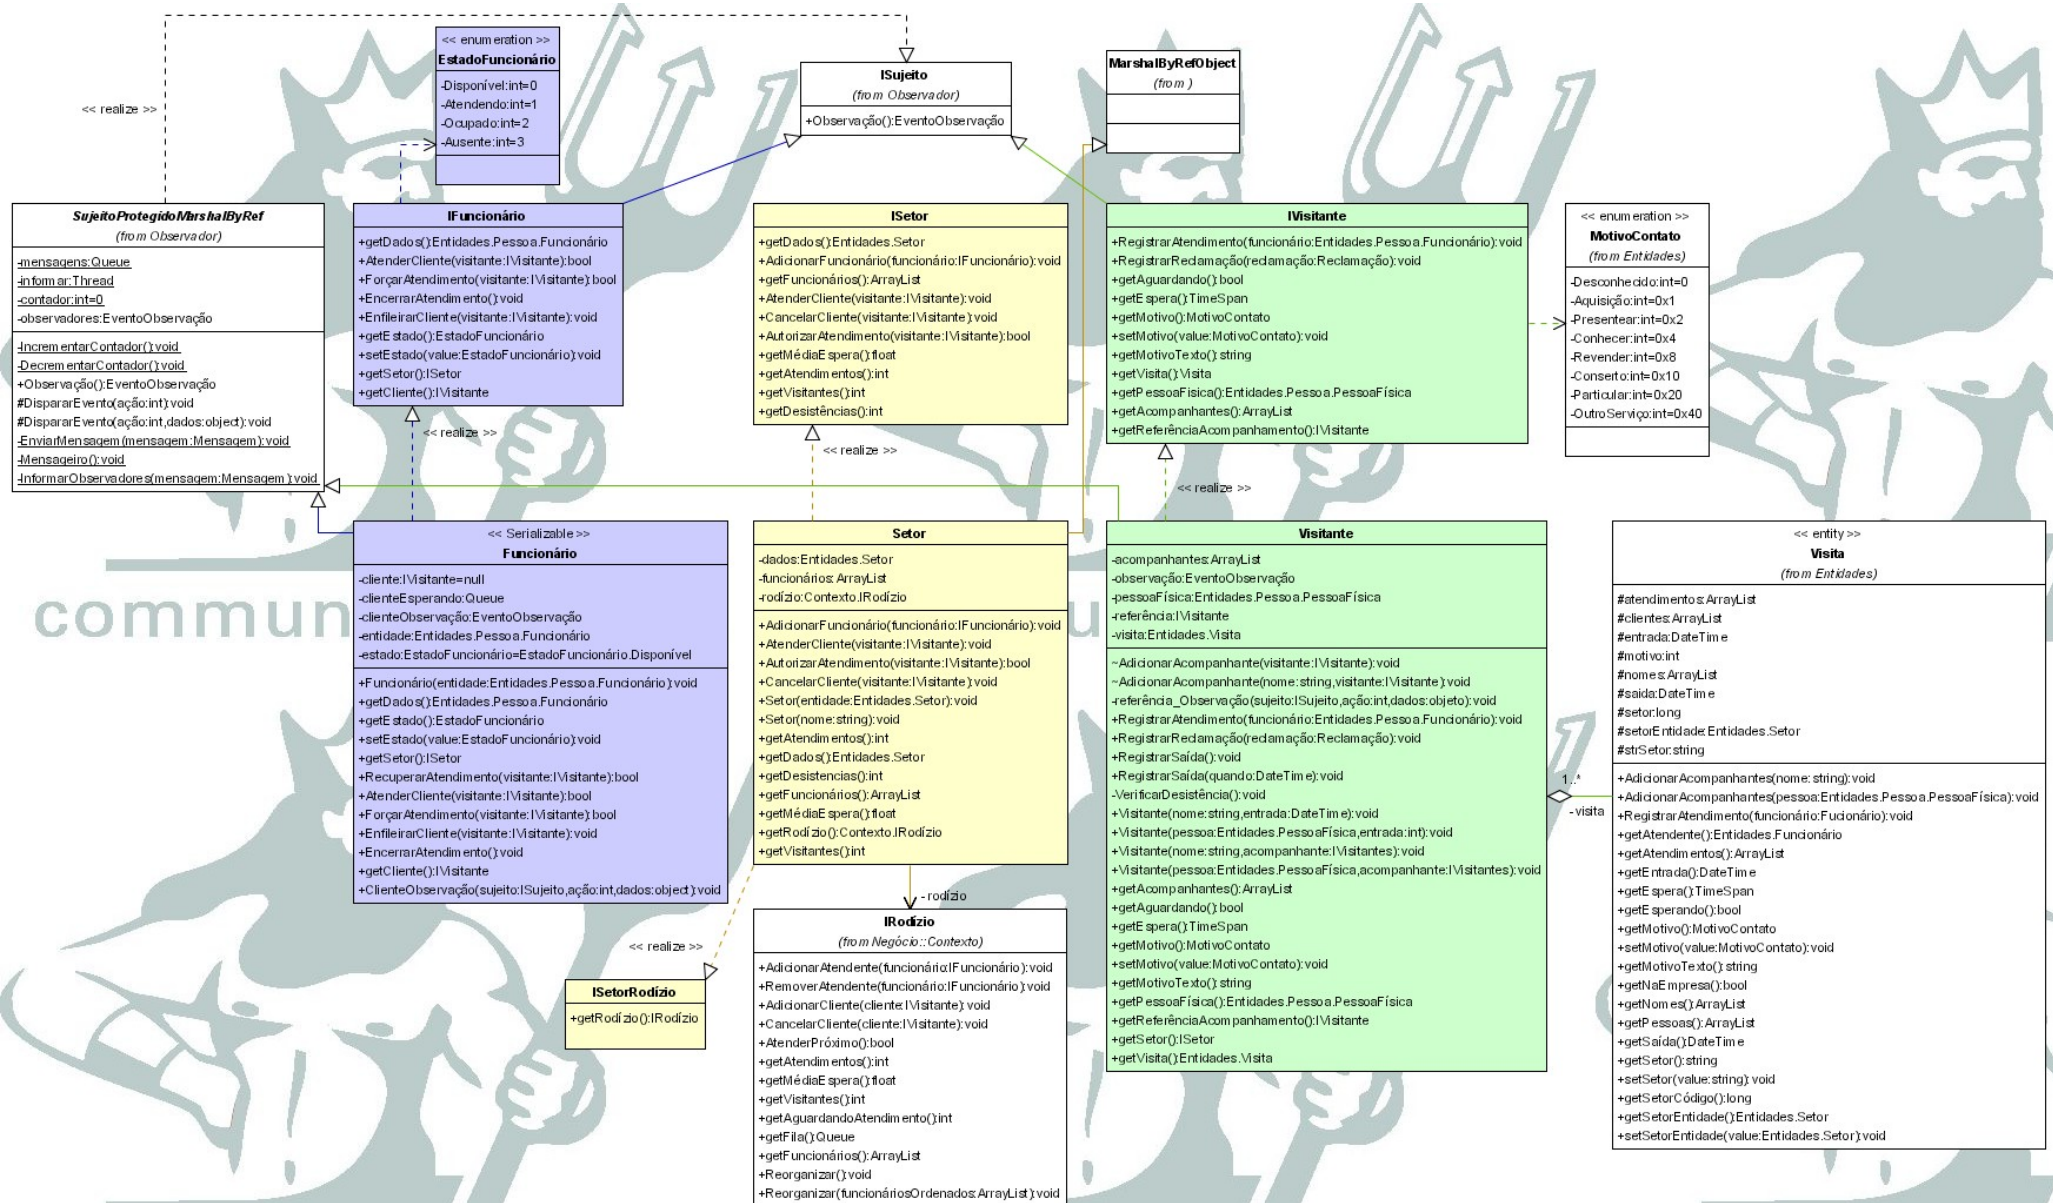 << enumeration >>
EstadoFuncionário
-Disponível:int=0
-Atendendo:int=1
-Ocupado:int=2
-Ausente:int=3
<< realize >>
ISujeito
(from Observador)
+Observação():EventoObservação
MarshalByRefObject
(from )
SujeitoProtegidoMarshalByRef
(from Observador)
-mensagens:Queue
-informar:Thread
-contador:int=0
-observadores:EventoObservação
-IncrementarContador():void
-DecrementarContador():void
+Observação():EventoObservação
#DispararEvento(ação:int):void
#DispararEvento(ação:int,dados:object):void
-EnviarMensagem(mensagem:Mensagem):void
-Mensageiro():void
-InformarObservadores(mensagem:Mensagem):void
IFuncionário
+getDados():Entidades.Pessoa.Funcionário
+AtenderCliente(visitante:IVisitante):bool
+ForçarAtendimento(visitante:IVisitante):bool
+EncerrarAtendimento():void
+EnfileirarCliente(visitante:IVisitante):void
+getEstado():EstadoFuncionário
+setEstado(value:EstadoFuncionário):void
+getSetor():ISetor
+getCliente():IVisitante
<< realize >>
ISetor
+getDados():Entidades.Setor
+AdicionarFuncionário(funcionário:IFuncionário):void
+getFuncionários():ArrayList
+AtenderCliente(visitante:IVisitante):void
+CancelarCliente(visitante:IVisitante):void
+AutorizarAtendimento(visitante:IVisitante):bool
+getMédiaEspera():float
+getAtendimentos():int
+getVisitantes():int
+getDesistências():int
<< realize >>
IVisitante
+RegistrarAtendimento(funcionário:Entidades.Pessoa.Funcionário):void
+RegistrarReclamação(reclamação:Reclamação):void
+getAguardando():bool
+getEspera():TimeSpan
+getMotivo():MotivoContato
+setMotivo(value:MotivoContato):void
+getMotivoTexto():string
+getVisita():Visita
+getPessoaFisica():Entidades.Pessoa.PessoaFísica
+getAcompanhantes():ArrayList
+getReferênciaAcompanhamento():IVisitante
<< realize >>
<< enumeration >>
MotivoContato
(from Entidades)
-Desconhecido:int=0
-Aquisição:int=0x1
-Presentear:int=0x2
-Conhecer:int=0x4
-Revender:int=0x8
-Conserto:int=0x10
-Particular:int=0x20
-OutroServiço:int=0x40
commun
<< Serializable >>
Funcionário
-cliente:IVisitante=null
-clienteEsperando:Queue
-clienteObservação:EventoObservação
-entidade:Entidades.Pessoa.Funcionário
-estado:EstadoFuncionário=EstadoFuncionário.Disponível
+Funcionário(entidade:Entidades.Pessoa.Funcionário):void
+getDados():Entidades.Pessoa.Funcionário
+getEstado():EstadoFuncionário
+setEstado(value:EstadoFuncionário):void
+getSetor():ISetor
+RecuperarAtendimento(visitante:IVisitante):bool
+AtenderCliente(visitante:IVisitante):bool
+ForçarAtendimento(visitante:IVisitante):bool
+EnfileirarCliente(visitante:IVisitante):void
+EncerrarAtendimento():void
+getCliente():IVisitante
+ClienteObservação(sujeito:ISujeito,ação:int,dados:object):void
Setor
-dados:Entidades.Setor
-funcionários:ArrayList
-rodízio:Contexto.IRodízio
+AdicionarFuncionário(funcionário:IFuncionário):void
+AtenderCliente(visitante:IVisitante):void
+AutorizarAtendimento(visitante:IVisitante):bool
+CancelarCliente(visitante:IVisitante):void
+Setor(entidade:Entidades.Setor):void
+Setor(nome:string):void
+getAtendimentos():int
+getDados():Entidades.Setor
+getDesistencias():int
+getFuncionários():ArrayList
+getMédiaEspera():float
+getRodízio():Contexto.IRodízio
+getVisitantes():int
u
Visitante
-acompanhantes:ArrayList
-observação:EventoObservação
-pessoaFísica:Entidades.Pessoa.PessoaFísica
-referência:IVisitante
-visita:Entidades.Visita
~AdicionarAcompanhante(visitante:IVisitante):void
~AdicionarAcompanhante(nome:string,visitante:IVisitante):void
-referência_Observação(sujeito:ISujeito,ação:int,dados:objeto):void
+RegistrarAtendimento(funcionário:Entidades.Pessoa.Funcionário):void
+RegistrarReclamação(reclamação:Reclamação):void
+RegistrarSaída():void
+RegistrarSaída(quando:DateTime):void
-VerificarDesistência():void
+Visitante(nome:string,entrada:DateTime):void
+Visitante(pessoa:Entidades.PessoaFísica,entrada:int):void
+Visitante(nome:string,acompanhante:IVisitantes):void
+Visitante(pessoa:Entidades.PessoaFísica,acompanhante:IVisitantes):void
+getAcompanhantes():ArrayList
+getAguardando():bool
+getEspera():TimeSpan
+getMotivo():MotivoContato
+setMotivo(value:MotivoContato):void
+getMotivoTexto():string
+getPessoaFísica():Entidades.Pessoa.PessoaFísica
+getReferênciaAcompanhamento():IVisitante
+getSetor():ISetor
+getVisita():Entidades.Visita
1..*
-visita
<< entity >>
Visita
(from Entidades)
#atendimentos:ArrayList
#clientes:ArrayList
#entrada:DateTime
#motivo:int
#nomes:ArrayList
#saida:DateTime
#setor:long
#setorEntidade:Entidades.Setor
#strSetor:string
+AdicionarAcompanhantes(nome:string):void
+AdicionarAcompanhantes(pessoa:Entidades.Pessoa.PessoaFísica):void
+RegistrarAtendimento(funcionário:Fucionário):void
+getAtendente():Entidades.Funcionário
+getAtendimentos():ArrayList
+getEntrada():DateTime
+getEspera():TimeSpan
+getEsperando():bool
+getMotivo():MotivoContato
+setMotivo(value:MotivoContato):void
+getMotivoTexto():string
+getNaEmpresa():bool
+getNomes():ArrayList
+getPessoas():ArrayList
+getSaída():DateTime
+getSetor():string
+setSetor(value:string):void
+getSetorCódigo():long
+getSetorEntidade():Entidades.Setor
+setSetorEntidade(value:Entidades.Setor):void
<< realize >>
ISetorRodízio
+getRodízio():IRodízio
-rodízio
IRodízio
(from Negócio::Contexto)
+AdicionarAtendente(funcionário:IFuncionário):void
+RemoverAtendente(funcionário:IFuncionário):void
+AdicionarCliente(cliente:IVisitante):void
+CancelarCliente(cliente:IVisitante):void
+AtenderPróximo():bool
+getAtendimentos():int
+getMédiaEspera():float
+getVisitantes():int
+getAguardandoAtendimento():int
+getFila():Queue
+getFuncionários():ArrayList
+Reorganizar():void
+Reorganizar(funcionáriosOrdenados:ArrayList):void